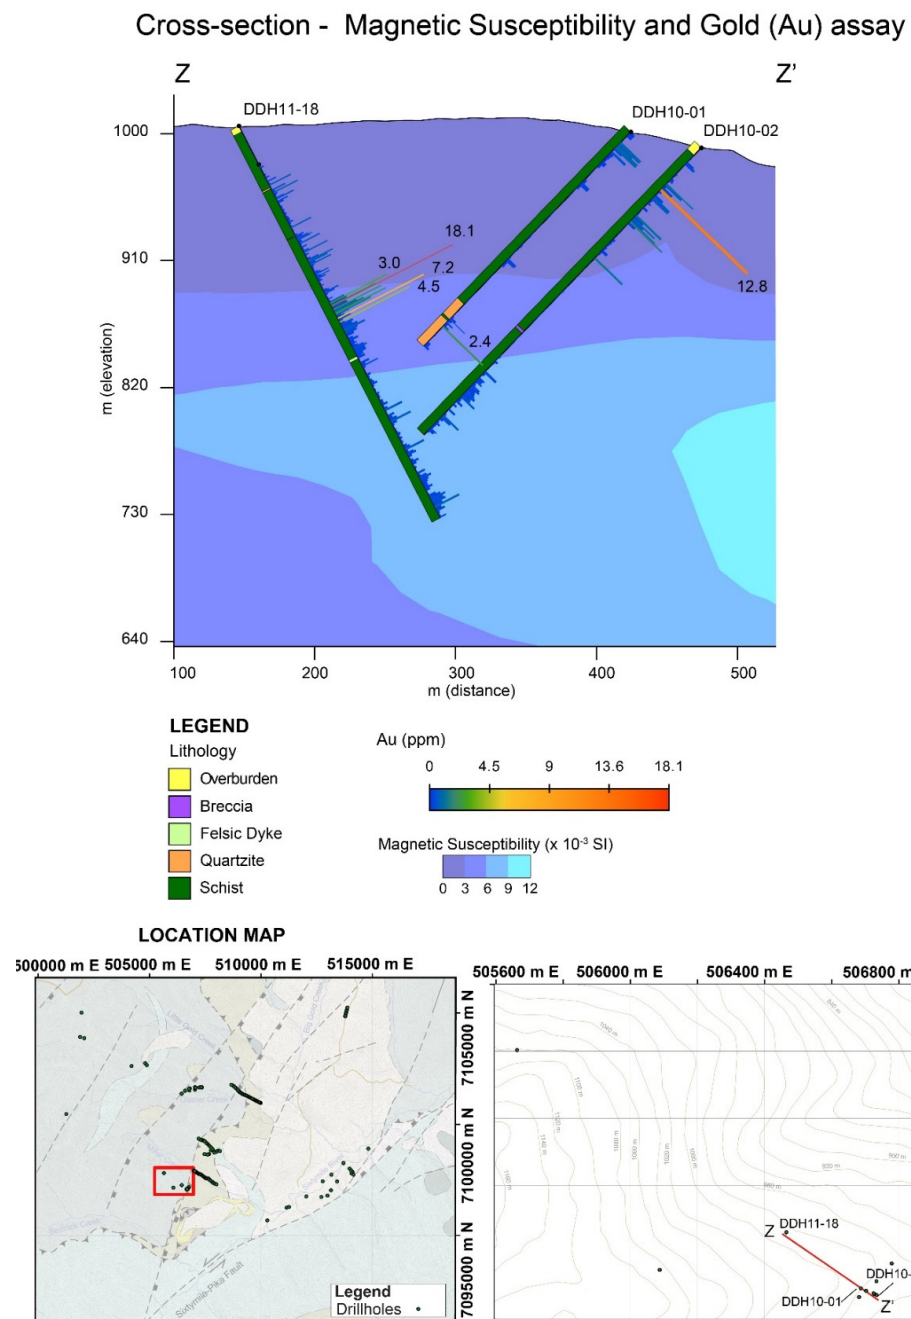 Cross-section - Magnetic Susceptibility and Gold (Au) assay
Z
Z'
DDH11-18
DDH10-01
DDH10-02
1000
910
820
730
640
m (elevation)
18.1
3.0
7.2
4.5
12.8
2.4
100
200
300
400
500
m (distance)
LEGEND
Lithology
Overburden
Breccia
Felsic Dyke
Quartzite
Schist
Au (ppm)
0
4.5
9
13.6
18.1
Magnetic Susceptibility (x 10-3 SI)
0 3 6 9 12
LOCATION MAP
500000 m E
505000 m E
510000 m E
515000 m E
7105000 m N
7100000 m N
7095000 m N
Sixtymile-Pika Fault
Legend
Drillholes
505600 m E
506000 m E
506400 m E
506800 m
Z
DDH11-18
DDH10-
DDH10-01
Z'